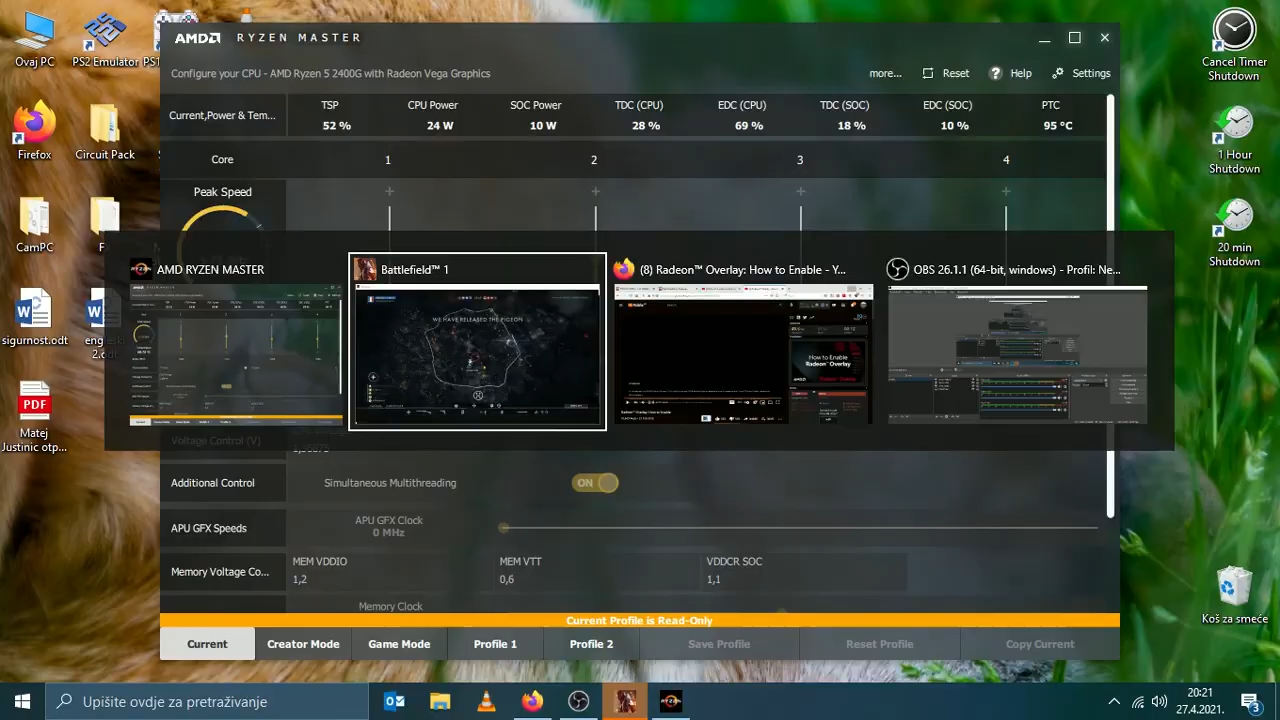 AMD RYZEN MASTER
Configure your CPU - AMD Ryzen 5 2400G with Radeon Vega Graphics
more... Reset Help Settings
Current,Power & Tem...
TSP CPU Power SOC Power TDC (CPU) EDC (CPU) TDC (SOC) EDC (SOC) PTC
52 % 24 W 10 W 28 % 69 % 18 % 10 % 95 °C
Core 1 2 3 4
Peak Speed
AMD RYZEN MASTER
Battlefield™ 1
(8) Radeon™ Overlay: How to Enable - Y...
OBS 26.1.1 (64-bit, windows) - Profil: Ne...
WE HAVE RELEASED THE PIGEON
How to Enable
Radeon™ Overlay
Voltage Control (V)
Additional Control Simultaneous Multithreading ON
APU GFX Speeds
APU GFX Clock
0 MHz
Memory Voltage Co...
MEM VDDIO MEM VTT VDDCR SOC
1,2 0,6 1,1
Memory Clock
Current Profile is Read-Only
Current Creator Mode Game Mode Profile 1 Profile 2 Save Profile Reset Profile Copy Current
Ovaj PC
PS2 Emulator
Firefox
Circuit Pack
CamPC
sigurnost.odt
Matej
Justinic otp...
Cancel Timer
Shutdown
1 Hour
Shutdown
20 min
Shutdown
Koš za smeće
Upišite ovdje za pretraživanje
20:21
27.4.2021.
3